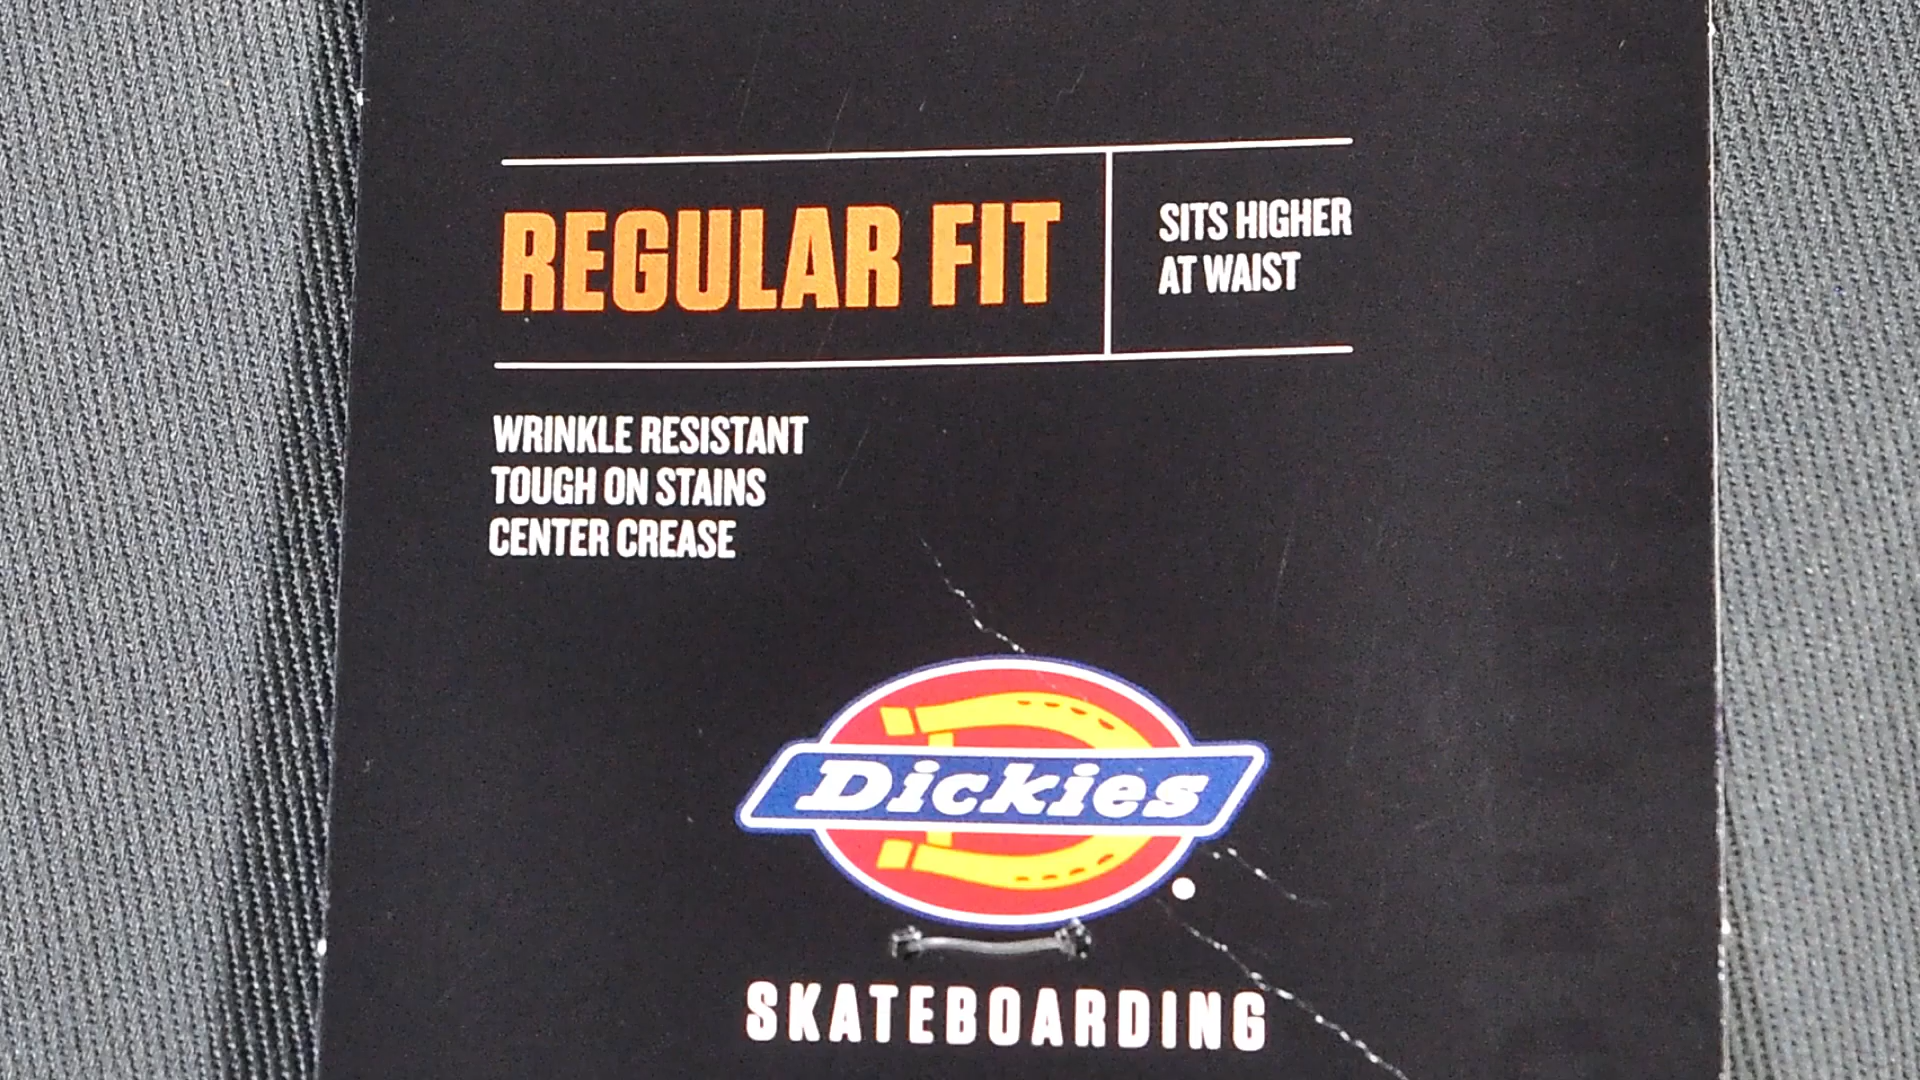 REGULAR FIT
SITS HIGHER
AT WAIST
WRINKLE RESISTANT
TOUGH ON STAINS
CENTER CREASE
Dickies
SKATEBOARDING